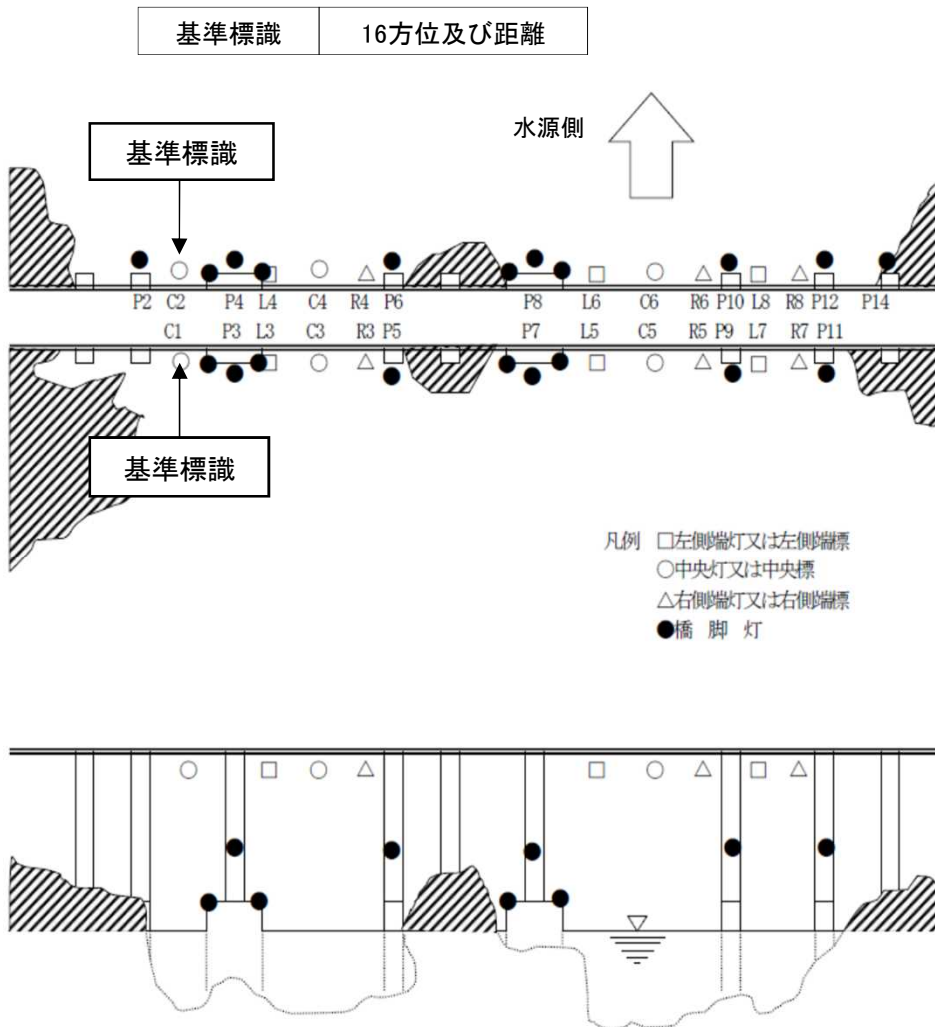 基準標識 16方位及び距離
水源側
基準標識
P2 C2 P4 L4 C4 R4 P6 P8 L6 C6 R6 P10 L8 R8 P12 P14
C1 P3 L3 C3 R3 P5 P7 L5 C5 R5 P9 L7 R7 P11
基準標識
凡例 □左側端灯又は左側端標
○中央灯又は中央標
△右側端灯又は右側端標
●橋脚灯